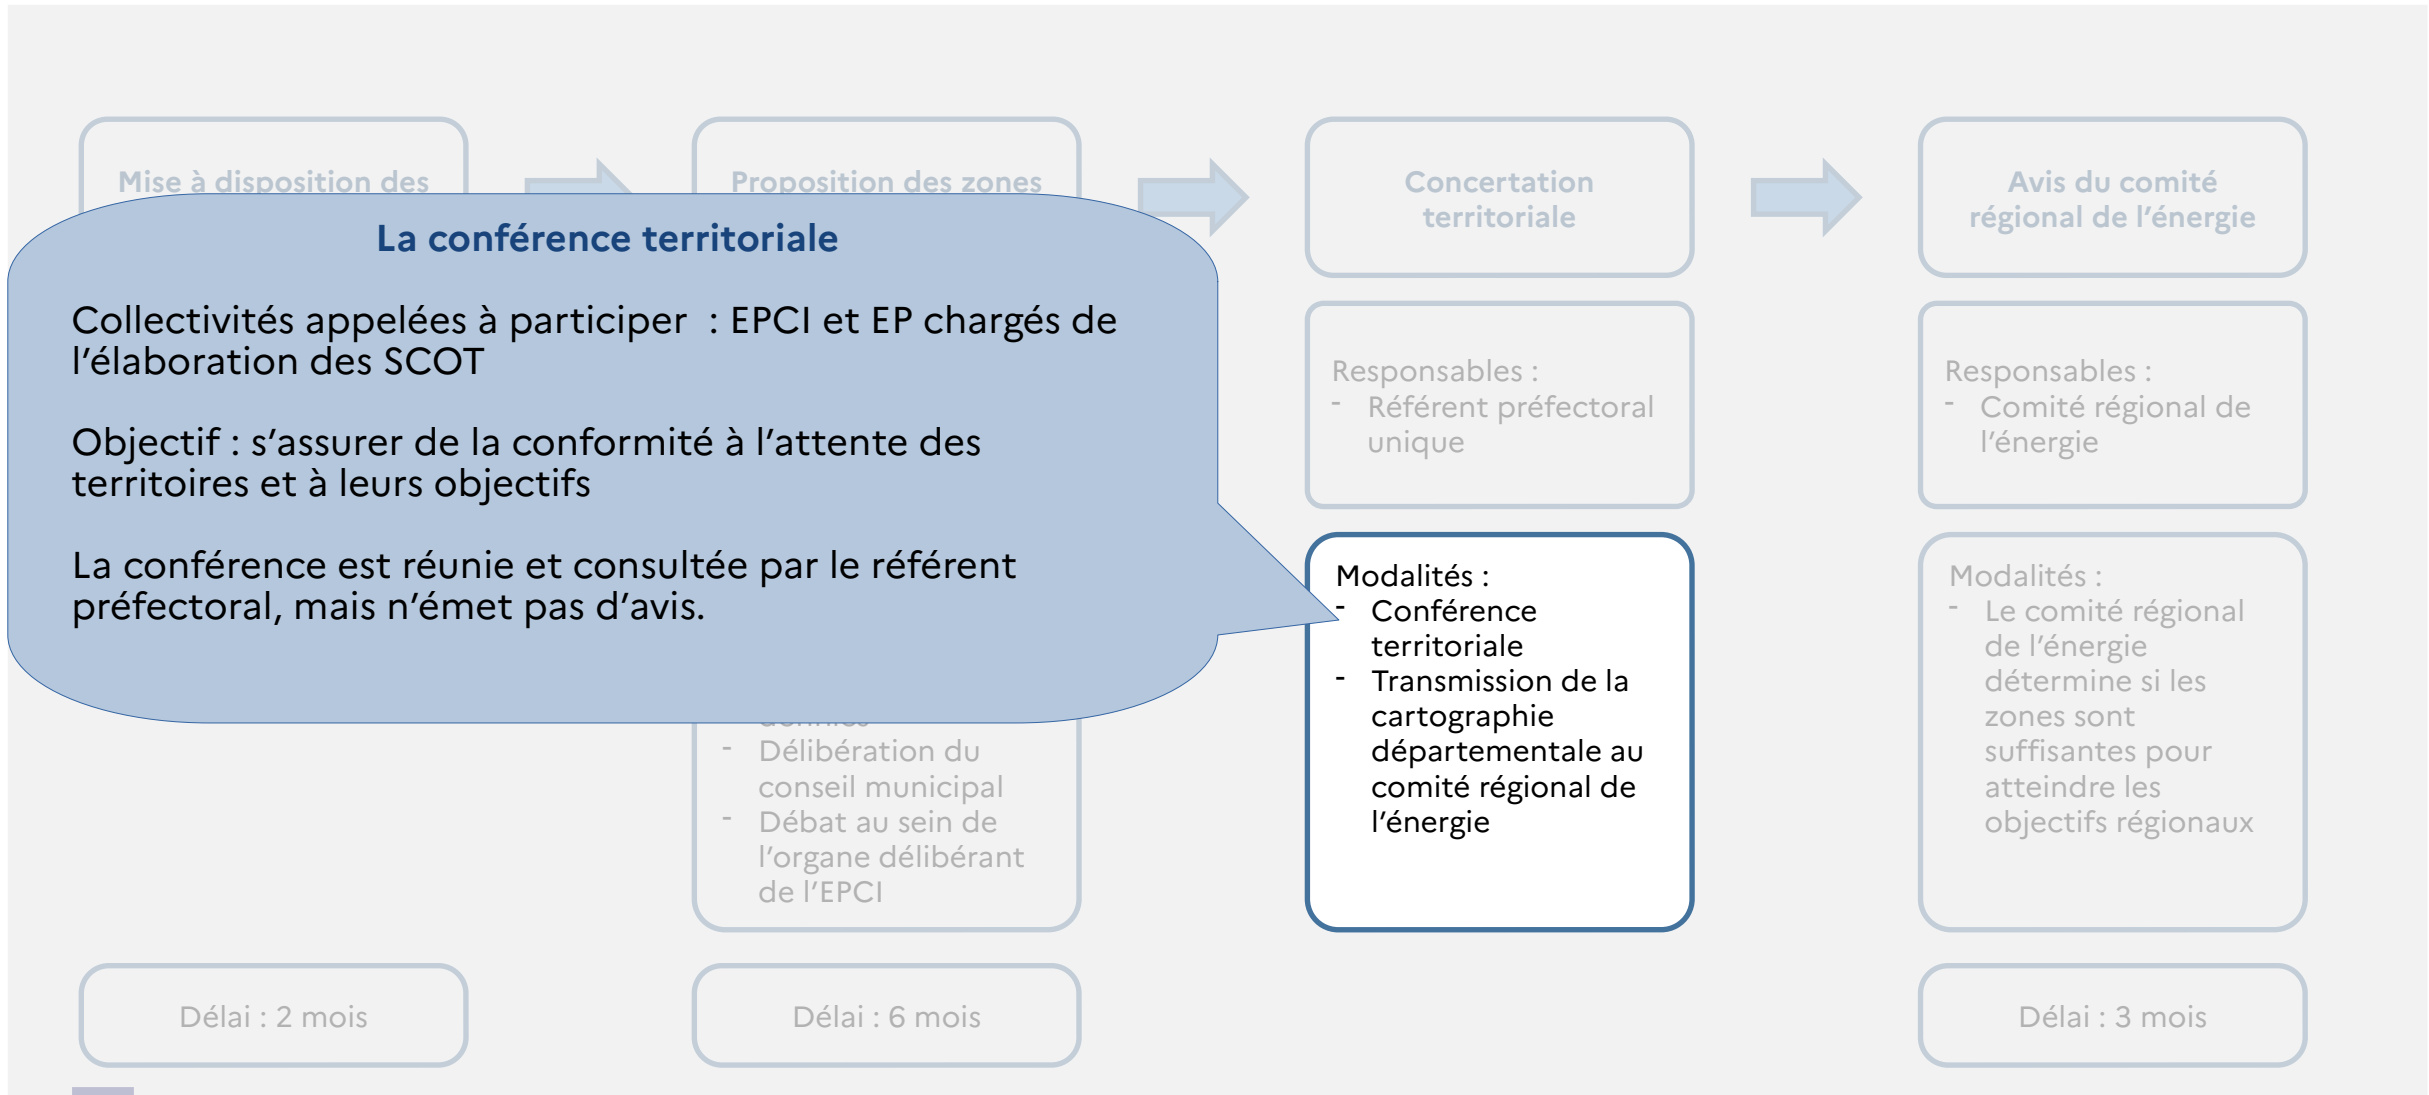 Mise à disposition des
Proposition des zones
Concertation
territoriale
Avis du comité
régional de l’énergie
La conférence territoriale
Collectivités appelées à participer  : EPCI et EP chargés de
l’élaboration des SCOT
Objectif : s’assurer de la conformité à l’attente des
territoires et à leurs objectifs
La conférence est réunie et consultée par le référent
préfectoral, mais n’émet pas d’avis.
Responsables :
- Référent préfectoral
unique
Responsables :
- Comité régional de
l’énergie
- Délibération du
conseil municipal
- Débat au sein de
l’organe délibérant
de l’EPCI
Modalités :
- Conférence
territoriale
- Transmission de la
cartographie
départementale au
comité régional de
l’énergie
Modalités :
- Le comité régional
de l’énergie
détermine si les
zones sont
suffisantes pour
atteindre les
objectifs régionaux
Délai : 2 mois
Délai : 6 mois
Délai : 3 mois